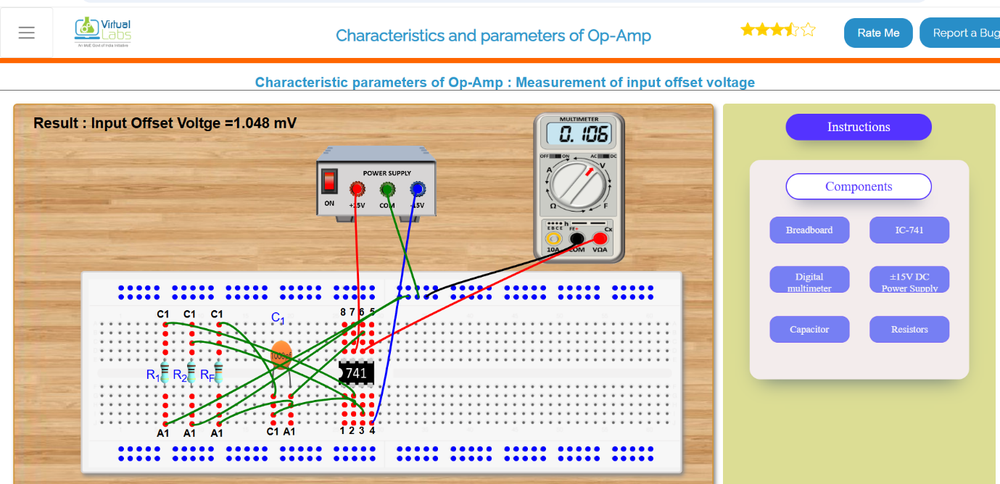 Virtual
Labs
An MoE Govt of India Initiative
Characteristics and parameters of Op-Amp
Rate Me
Report a Bug
Characteristic parameters of Op-Amp : Measurement of input offset voltage
Result : Input Offset Voltge =1.048 mV
MULTIMETER
0.106
OFF ON AC DC
A V
Ω F
h
EBCE FE+ Cx
10A COM VΩA
POWER SUPPLY
ON +15V COM -15V
Instructions
Components
Breadboard
IC-741
Digital
multimeter
±15V DC
Power Supply
Capacitor
Resistors
C1 C1 C1 C1 8 7 6 5
1000pf
R1 R2 RF 741
A1 A1 A1 C1 A1 1 2 3 4